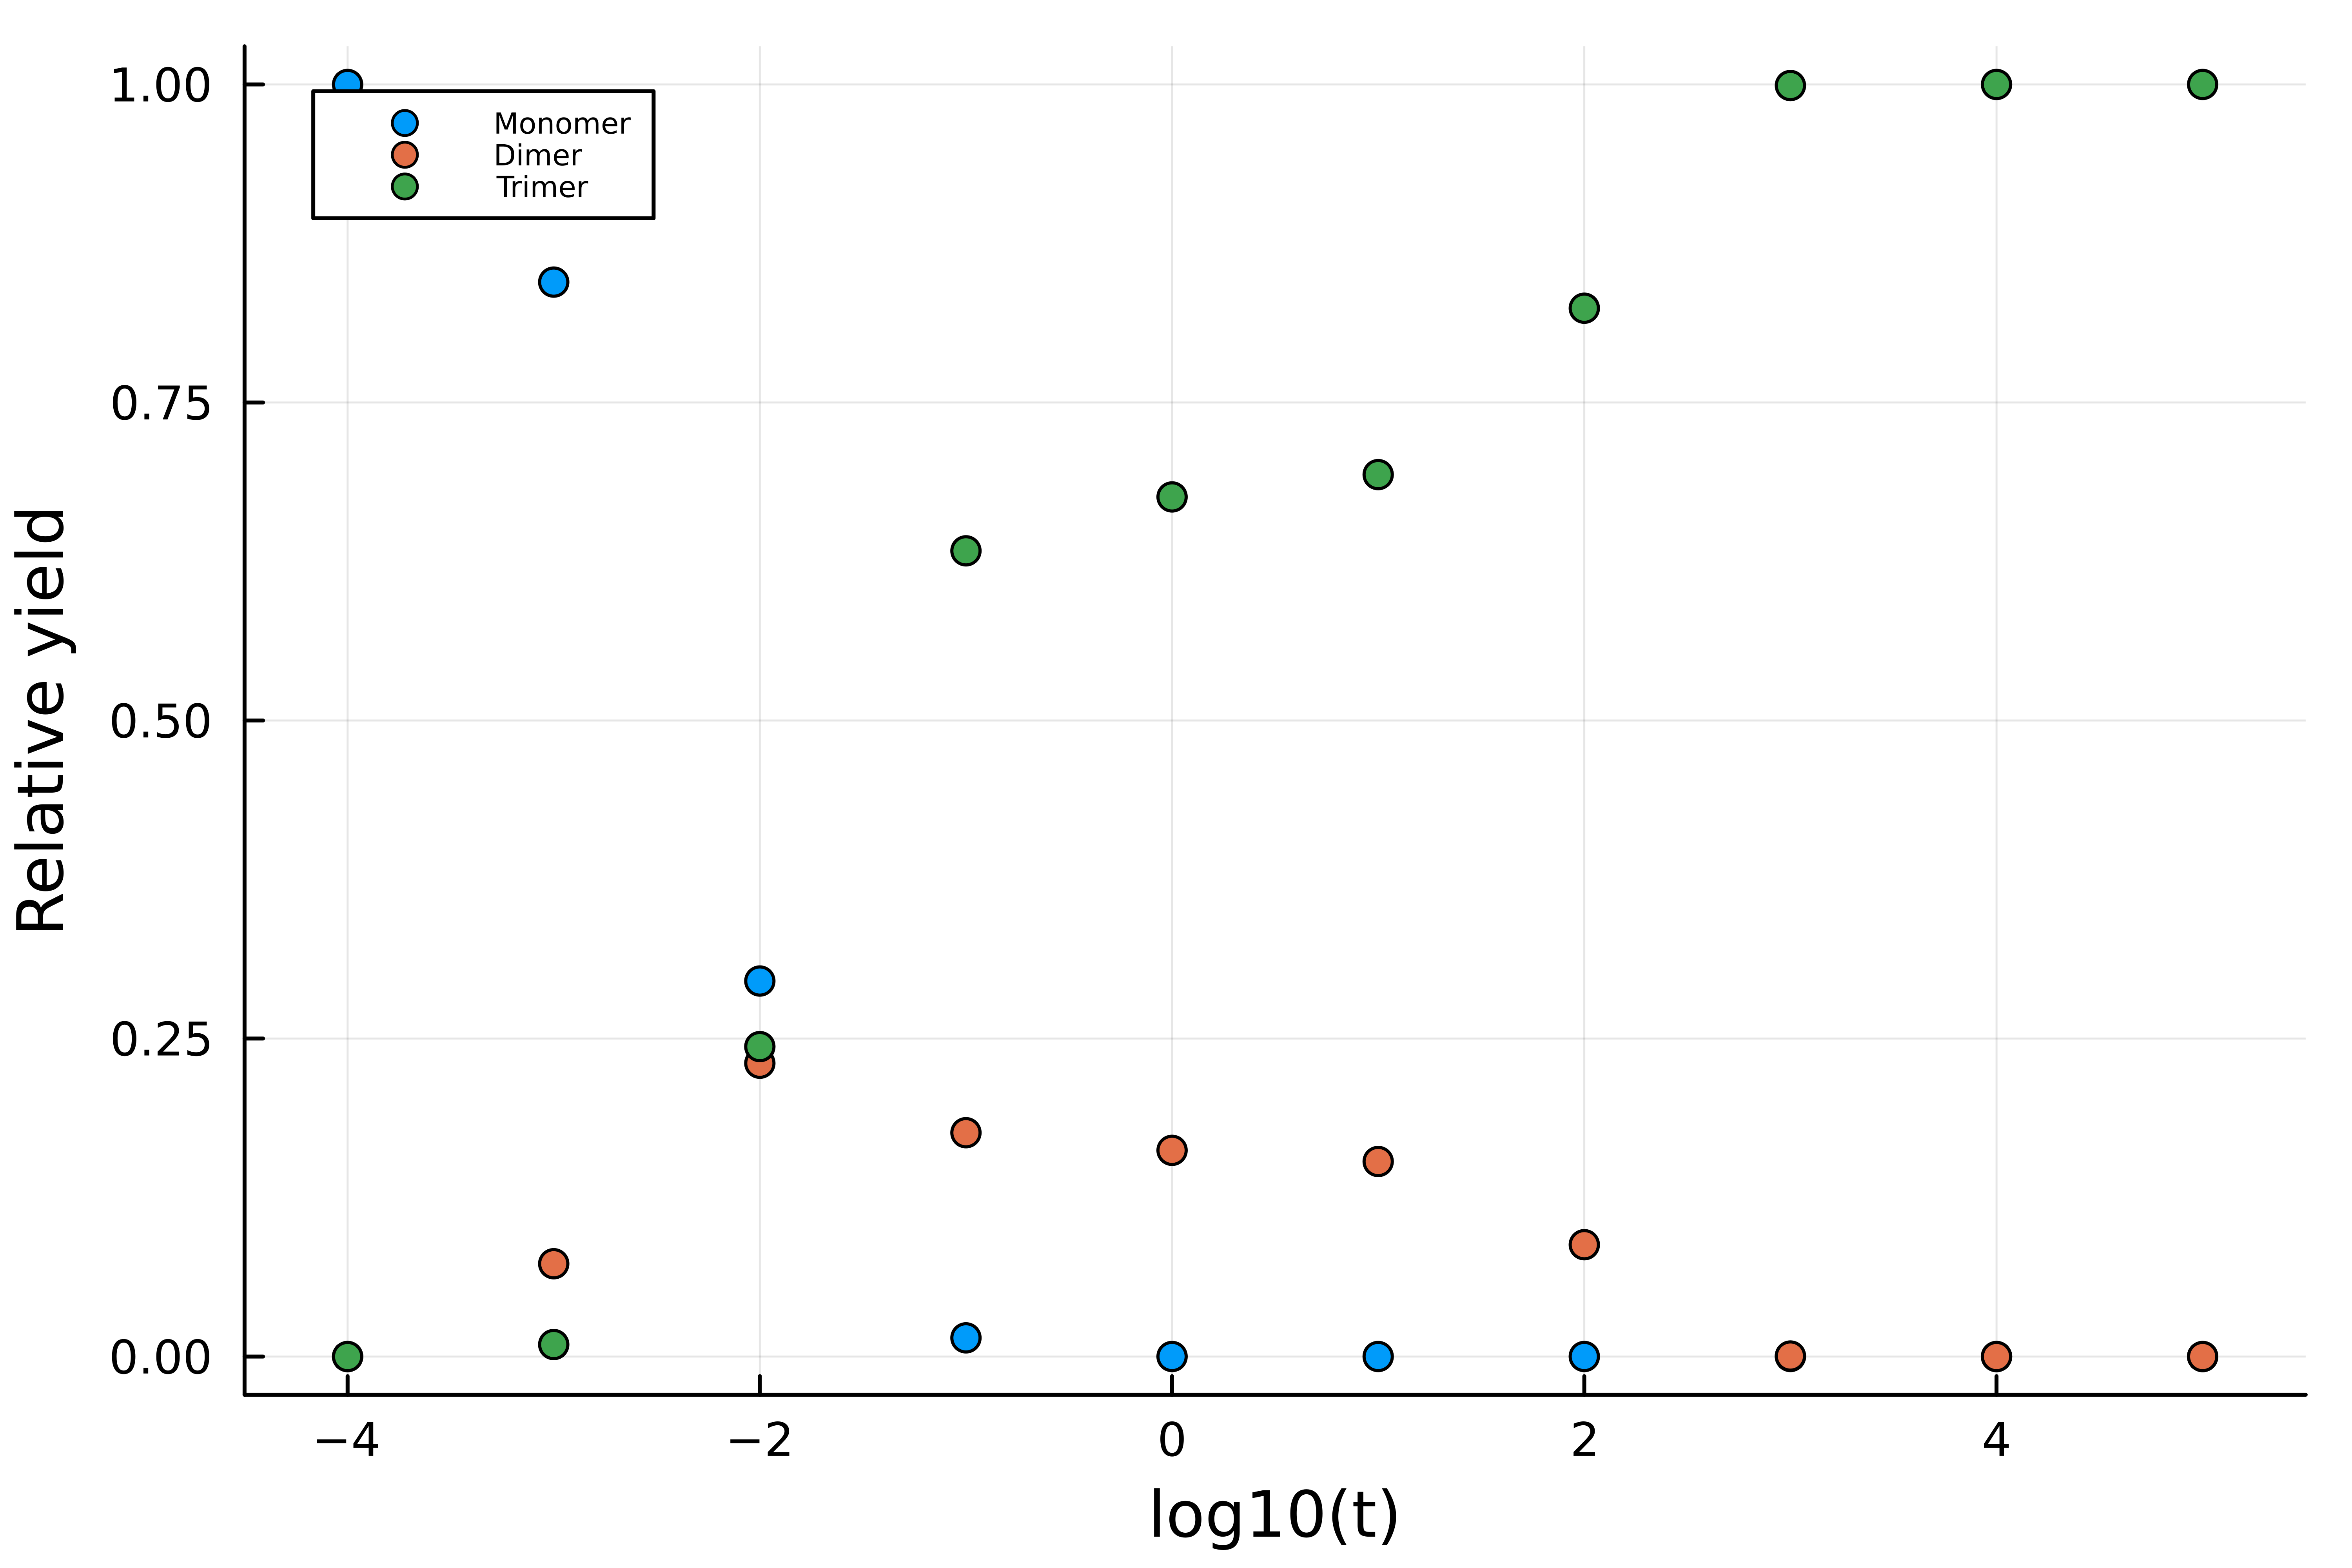 1.00
0.75
0.50
0.25
0.00
Relative yield
Monomer
Dimer
Trimer
−4 −2 0 2 4
log10(t)